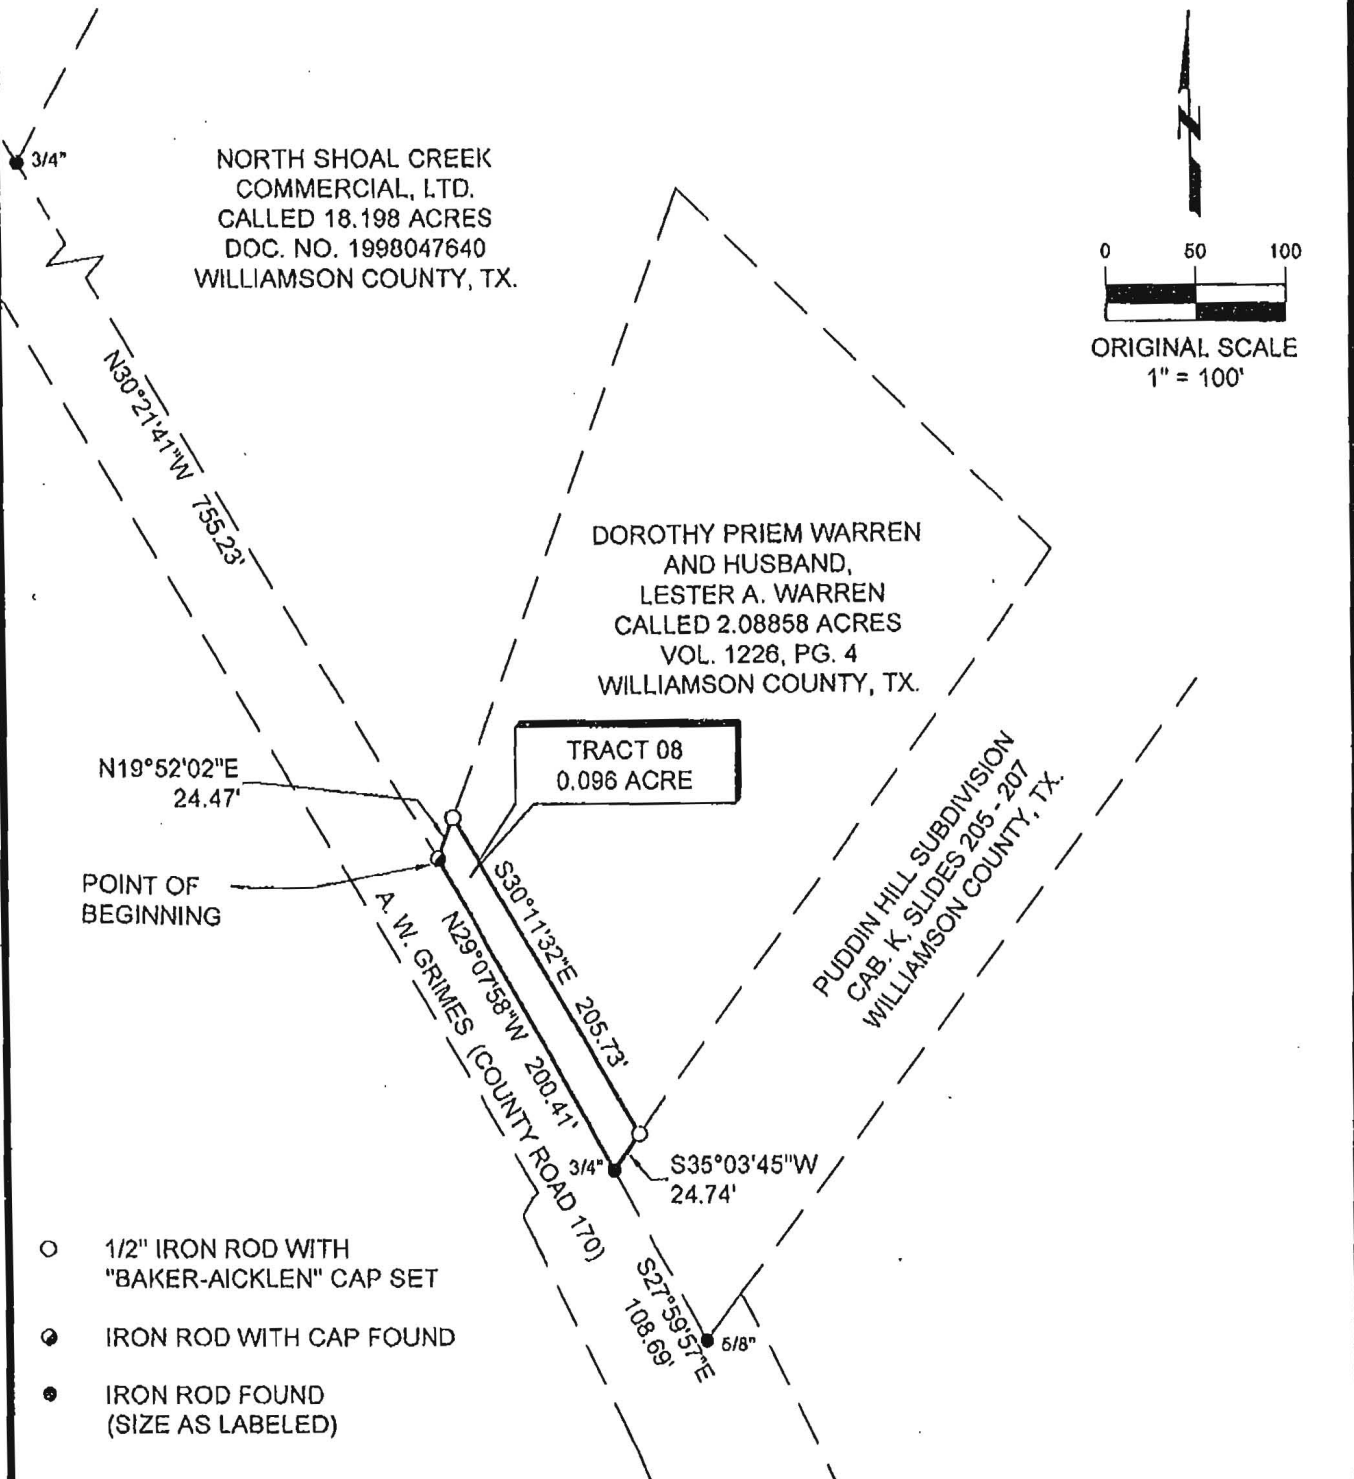 3/4"
NORTH SHOAL CREEK
COMMERCIAL, LTD.
CALLED 18.198 ACRES
DOC. NO. 1998047640
WILLIAMSON COUNTY, TX.
N
0 50 100
ORIGINAL SCALE
1" = 100'
N30°21'41"W 755.23'
DOROTHY PRIEM WARREN
AND HUSBAND,
LESTER A. WARREN
CALLED 2.08858 ACRES
VOL. 1226, PG. 4
WILLIAMSON COUNTY, TX.
TRACT 08
0.096 ACRE
N19°52'02"E
24.47'
POINT OF
BEGINNING
S30°11'32"E 205.73'
N29°07'58"W 200.41'
A. W. GRIMES (COUNTY ROAD 170)
PUDDIN HILL SUBDIVISION
CAB. K, SLIDES 205 - 207
WILLIAMSON COUNTY, TX.
3/4"
S35°03'45"W
24.74'
S27°59'57"E
108.69'
5/8"
1/2" IRON ROD WITH
"BAKER-AICKLEN" CAP SET
IRON ROD WITH CAP FOUND
IRON ROD FOUND
(SIZE AS LABELED)